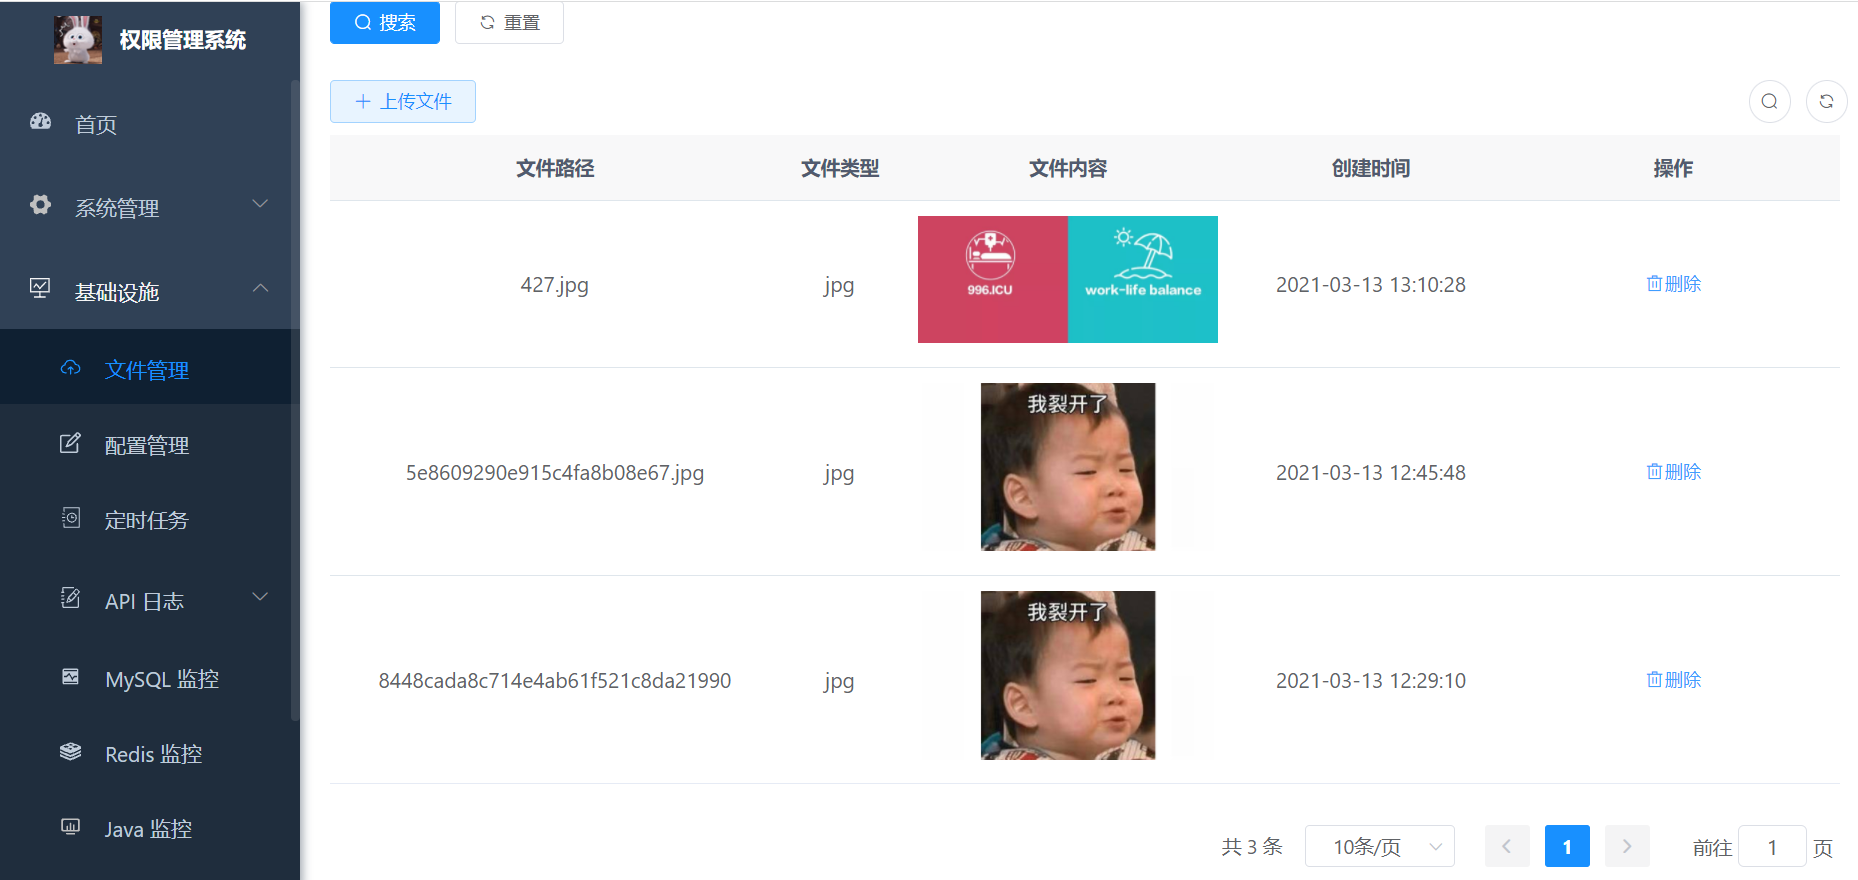 权限管理系统
首页
系统管理
基础设施
文件管理
配置管理
定时任务
API 日志
MySQL 监控
Redis 监控
Java 监控
搜索 重置
上传文件
文件路径 文件类型 文件内容 创建时间 操作
427.jpg jpg 996.ICU work-life balance 2021-03-13 13:10:28 删除
我裂开了
5e8609290e915c4fa8b08e67.jpg jpg 2021-03-13 12:45:48 删除
我裂开了
8448cada8c714e4ab61f521c8da21990 jpg 2021-03-13 12:29:10 删除
共 3 条 10条/页 1 前往 1 页